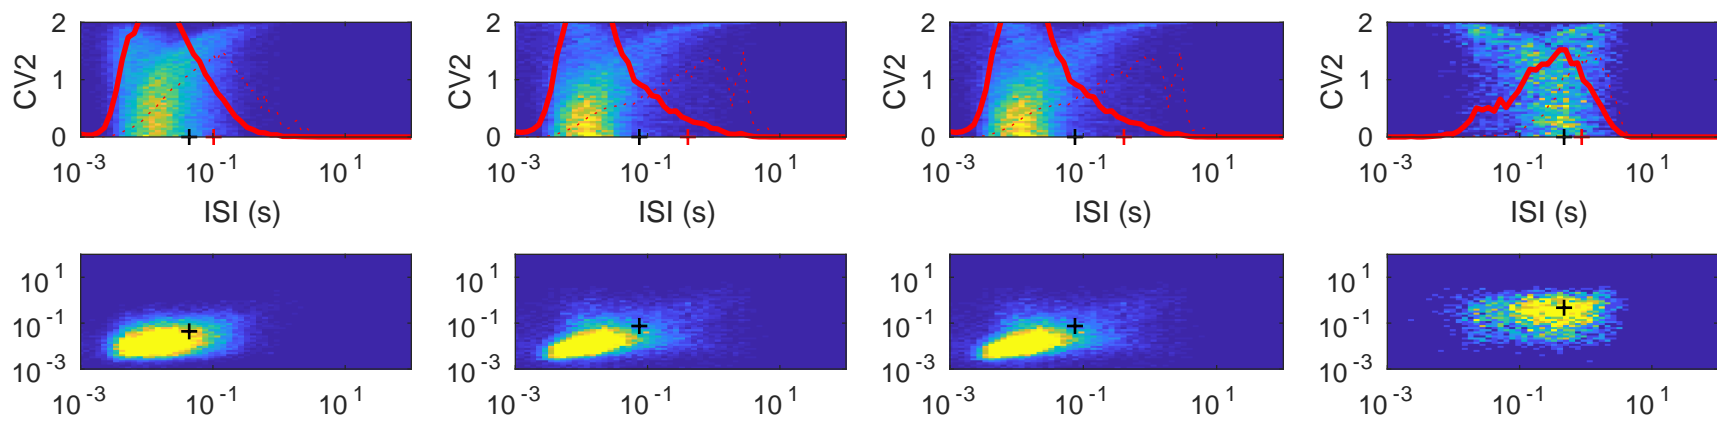 2 2 2 2
CV2 1 CV2 1 CV2 1 CV2 1
0 0 0 0
10^-3 10^-1 10^1 10^-3 10^-1 10^1 10^-3 10^-1 10^1 10^-3 10^-1 10^1
ISI (s) ISI (s) ISI (s) ISI (s)
10^1 10^1 10^1 10^1
10^-1 10^-1 10^-1 10^-1
10^-3 10^-3 10^-3 10^-3
10^-3 10^-1 10^1 10^-3 10^-1 10^1 10^-3 10^-1 10^1 10^-3 10^-1 10^1